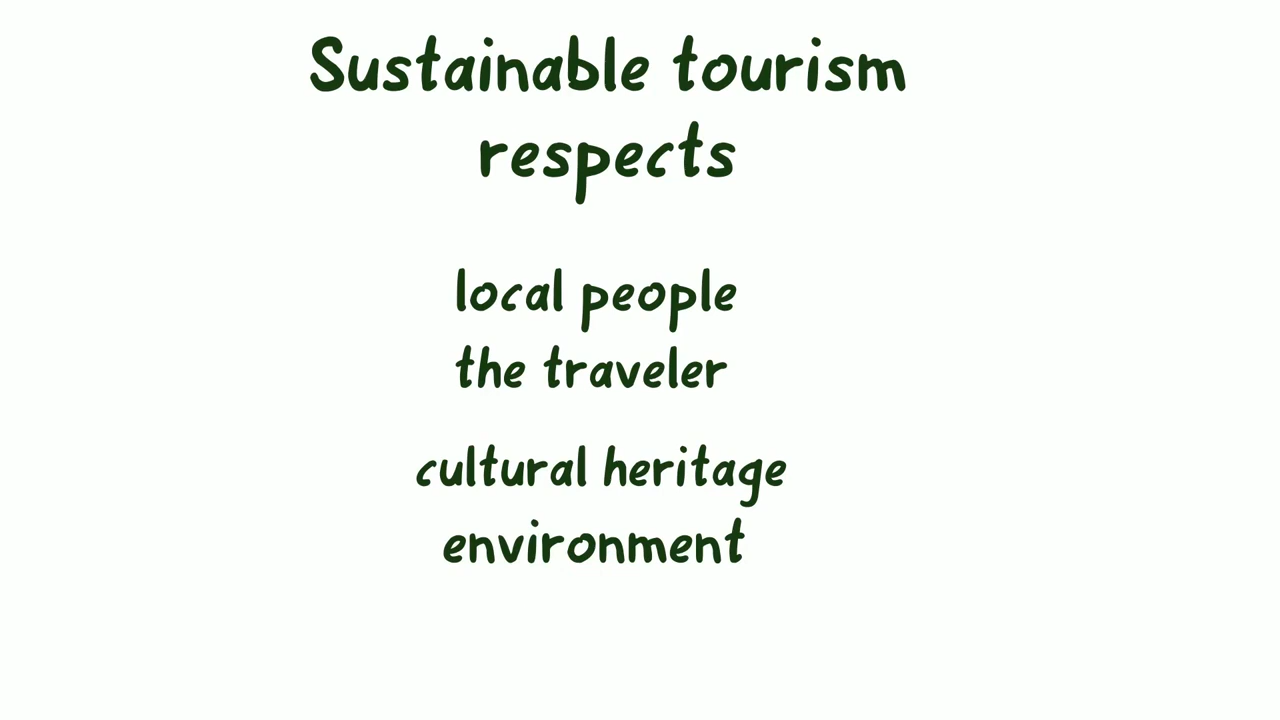 Sustainable tourism
respects
local people
the traveler
cultural heritage
environment